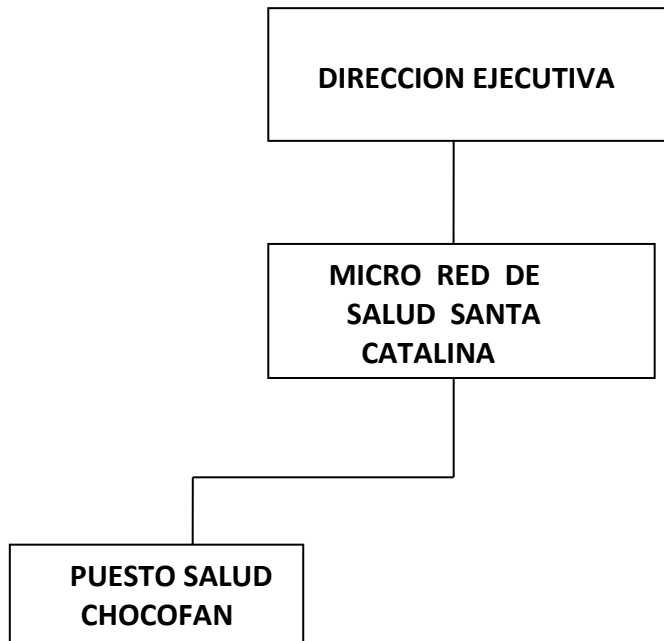 DIRECCION EJECUTIVA
MICRO RED DE
SALUD SANTA
CATALINA
PUESTO SALUD
CHOCOFAN